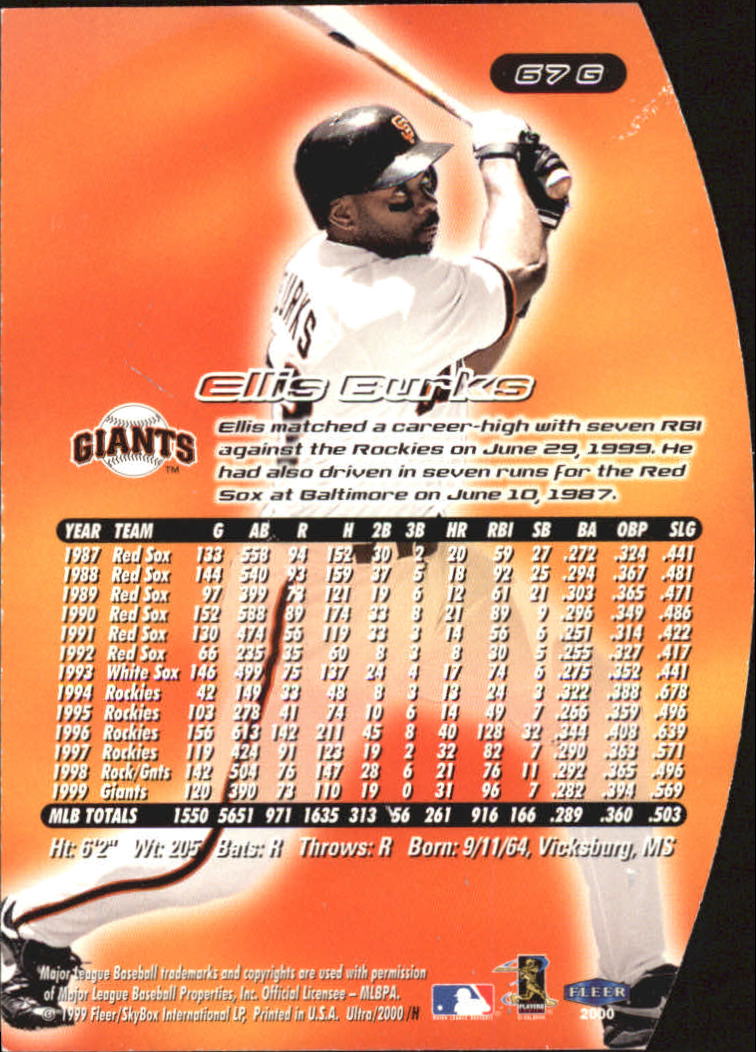 67 G
SF
BURKS
Ellis Burks
GIANTS
TM
Ellis matched a career-high with seven RBI
against the Rockies on June 29, 1999. He
had also driven in seven runs for the Red
Sox at Baltimore on June 10, 1987.
YEAR TEAM G AB R H 2B 3B HR RBI SB BA OBP SLG
1987 Red Sox 133 558 94 152 30 2 20 59 27 .272 .324 .441
1988 Red Sox 144 540 93 159 37 5 18 92 25 .294 .367 .481
1989 Red Sox 97 399 73 121 19 6 12 61 21 .303 .365 .471
1990 Red Sox 152 588 89 174 33 8 21 89 9 .296 .349 .486
1991 Red Sox 130 474 56 119 33 3 14 56 6 .251 .314 .422
1992 Red Sox 66 235 35 60 8 3 8 30 5 .255 .327 .417
1993 White Sox 146 499 75 137 24 4 17 74 6 .275 .352 .441
1994 Rockies 42 149 33 48 8 3 13 24 3 .322 .388 .678
1995 Rockies 103 278 41 74 10 6 14 49 7 .266 .359 .496
1996 Rockies 156 613 142 211 45 8 40 128 32 .344 .408 .639
1997 Rockies 119 424 91 123 19 2 32 82 7 .290 .363 .571
1998 Rock/Gnts 142 504 76 147 28 6 21 76 11 .292 .365 .496
1999 Giants 120 390 73 110 19 0 31 96 7 .282 .394 .569
MLB TOTALS 1550 5651 971 1635 313 56 261 916 166 .289 .360 .503
Ht: 6'2" Wt: 205 Bats: R Throws: R Born: 9/11/64, Vicksburg, MS
Major League Baseball trademarks and copyrights are used with permission
of Major League Baseball Properties, Inc. Official Licensee – MLBPA.
© 1999 Fleer/SkyBox International LP, Printed in U.S.A. Ultra/2000 /H
MAJOR LEAGUE BASEBALL
PLAYERS
FLEER
2000